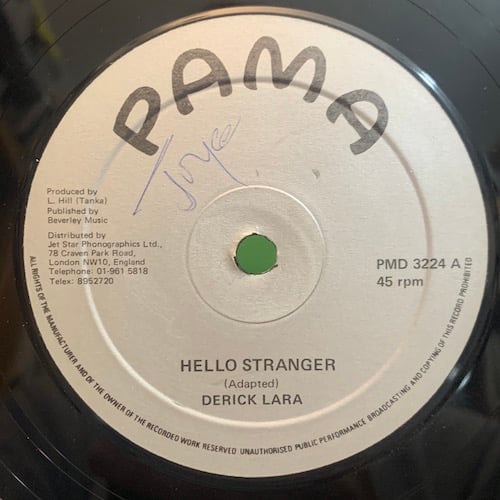 PAMA
Joyce
Produced by
L. Hill (Tanka)
Published by
Beverley Music
Distributed by
Jet Star Phonographics Ltd.,
78 Craven Park Road,
London NW10, England
Telephone: 01-961 5818
Telex: 8952720
PMD 3224 A
45 rpm
HELLO STRANGER
(Adapted)
DERICK LARA
ALL RIGHTS OF THE MANUFACTURER AND OF THE OWNER OF THE RECORDED WORK RESERVED UNAUTHORISED PUBLIC PERFORMANCE BROADCASTING AND COPYING OF THIS RECORD PROHIBITED